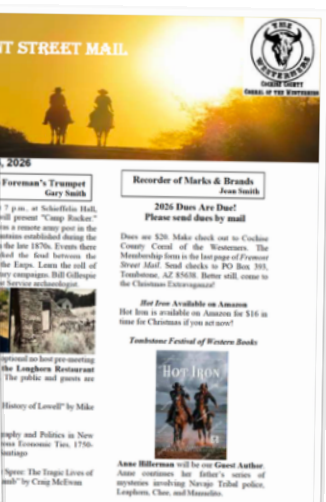 NT STREET MAIL
THE
WESTERNERS
COCHISE COUNTY
CORRAL OF THE WESTERNERS
, 2026
Foreman's Trumpet
Gary Smith
7 p.m., at Schieffelin Hall,
will present "Camp Rucker."
was a remote army post in the
mountains established during the
the late 1870s. Events there
ked the feud between the
the Earps. Learn the roll of
ary campaigns. Bill Gillespie
Service archaeologist.
optional no host pre-meeting
the Longhorn Restaurant
The public and guests are
History of Lowell" by Mike
raphy and Politics in New
Economic Ties, 1750-
Santiago
Spree: The Tragic Lives of
by Craig McEwan
Recorder of Marks & Brands
Jean Smith
2026 Dues Are Due!
Please send dues by mail
Dues are $20. Make check out to Cochise
County Corral of the Westerners. The
Membership form is the last page of Fremont
Street Mail. Send checks to PO Box 393,
Tombstone, AZ 85638. Better still, come to
the Christmas Extravaganza!
Hot Iron Available on Amazon
Hot Iron is available on Amazon for $16 in
time for Christmas if you act now!
Tombstone Festival of Western Books
HOT IRON
Anne Hillerman will be our Guest Author.
Anne continues her father's series of
mysteries involving Navajo Tribal police,
Leaphorn, Chee, and Manuelito.